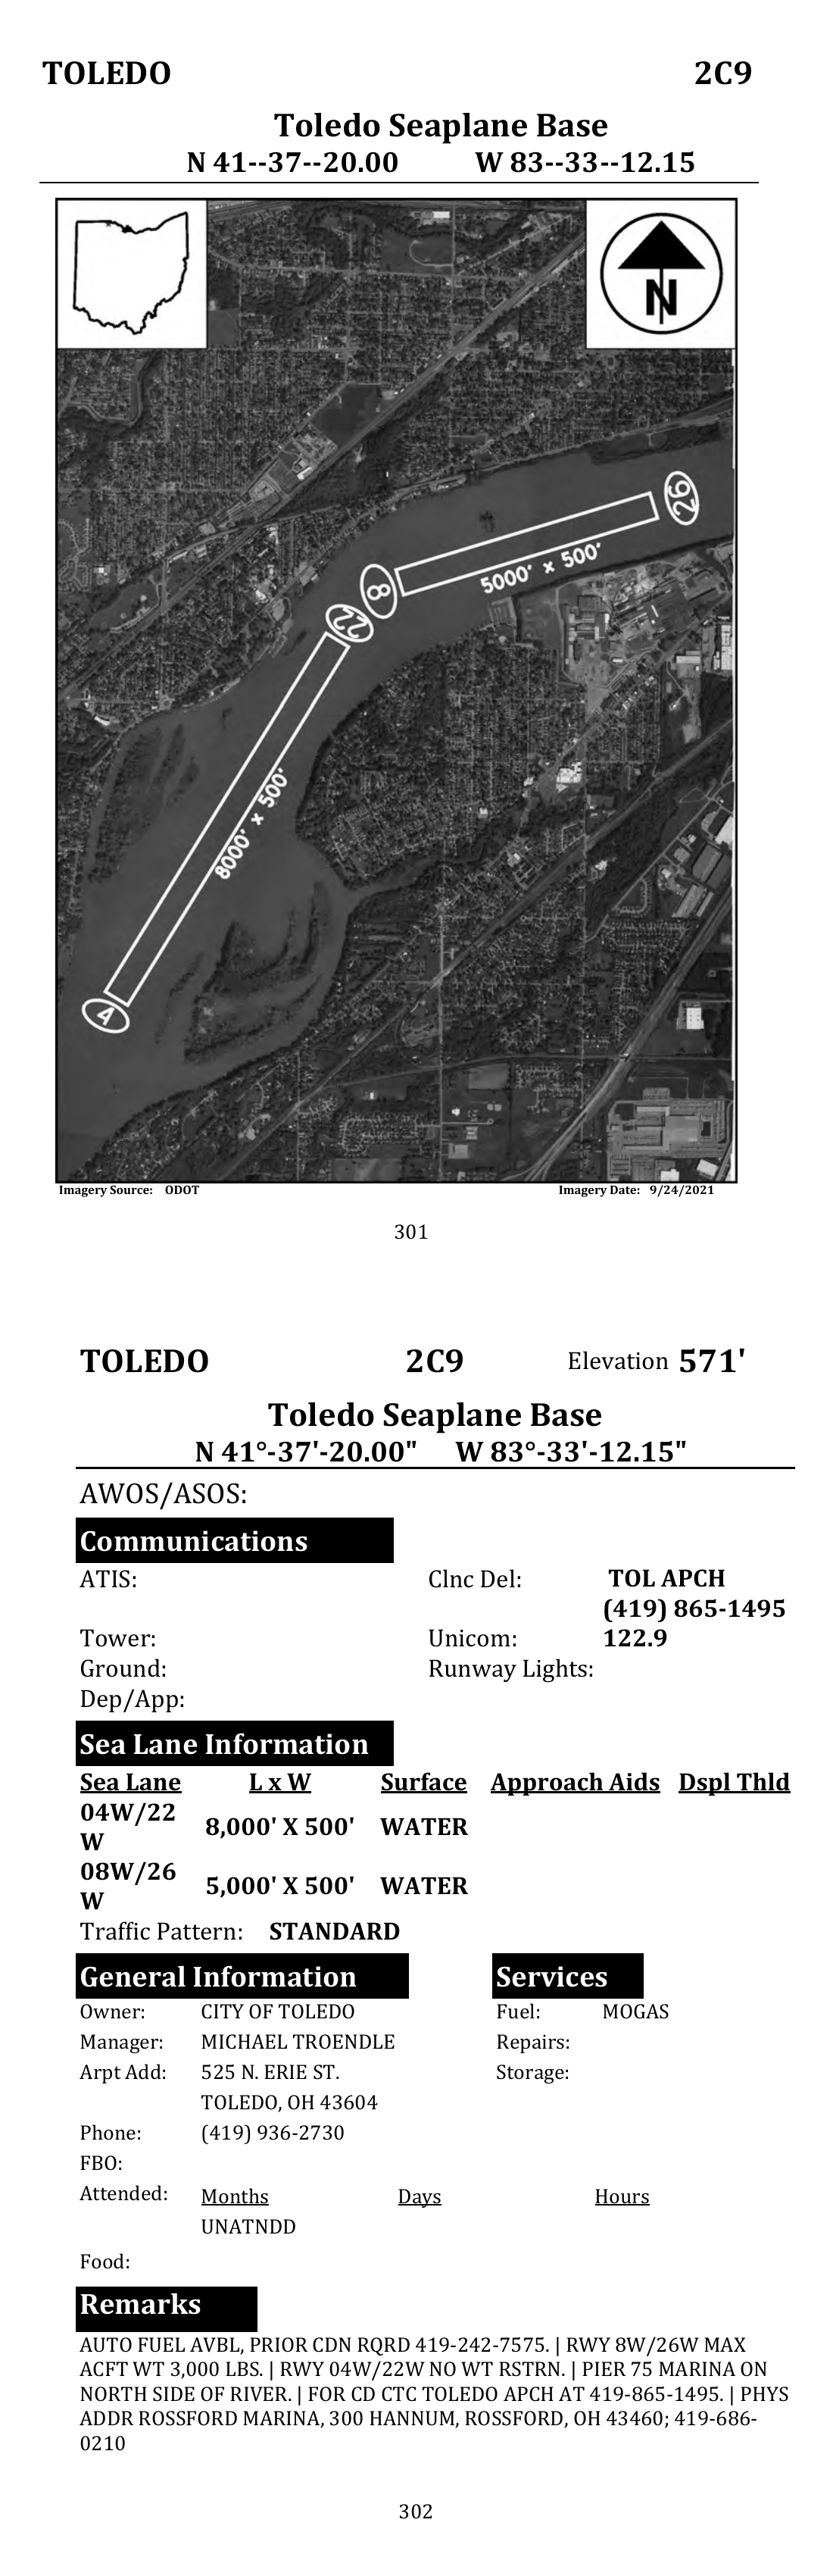 TOLEDO 2C9
Toledo Seaplane Base
N 41--37--20.00 W 83--33--12.15
N
26
5000' x 500'
8
22
8000' x 500'
4
Imagery Source: ODOT Imagery Date: 9/24/2021
301
TOLEDO 2C9 Elevation 571'
Toledo Seaplane Base
N 41°-37'-20.00" W 83°-33'-12.15"
AWOS/ASOS:
Communications
ATIS: Clnc Del: TOL APCH
(419) 865-1495
Tower: Unicom: 122.9
Ground: Runway Lights:
Dep/App:
Sea Lane Information
Sea Lane L x W Surface Approach Aids Dspl Thld
04W/22
W 8,000' X 500' WATER
08W/26
W 5,000' X 500' WATER
Traffic Pattern: STANDARD
General Information Services
Owner: CITY OF TOLEDO Fuel: MOGAS
Manager: MICHAEL TROENDLE Repairs:
Arpt Add: 525 N. ERIE ST. Storage:
TOLEDO, OH 43604
Phone: (419) 936-2730
FBO:
Attended: Months Days Hours
UNATNDD
Food:
Remarks
AUTO FUEL AVBL, PRIOR CDN RQRD 419-242-7575. | RWY 8W/26W MAX
ACFT WT 3,000 LBS. | RWY 04W/22W NO WT RSTRN. | PIER 75 MARINA ON
NORTH SIDE OF RIVER. | FOR CD CTC TOLEDO APCH AT 419-865-1495. | PHYS
ADDR ROSSFORD MARINA, 300 HANNUM, ROSSFORD, OH 43460; 419-686-
0210
302